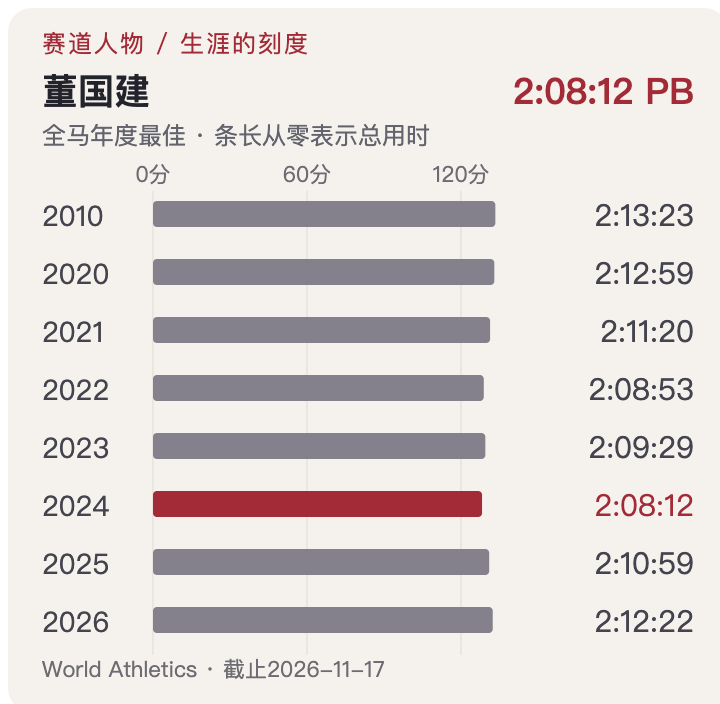 赛道人物 / 生涯的刻度
董国建 2:08:12 PB
全马年度最佳 · 条长从零表示总用时
0分 60分 120分
2010 2:13:23
2020 2:12:59
2021 2:11:20
2022 2:08:53
2023 2:09:29
2024 2:08:12
2025 2:10:59
2026 2:12:22
World Athletics · 截止2026–11–17